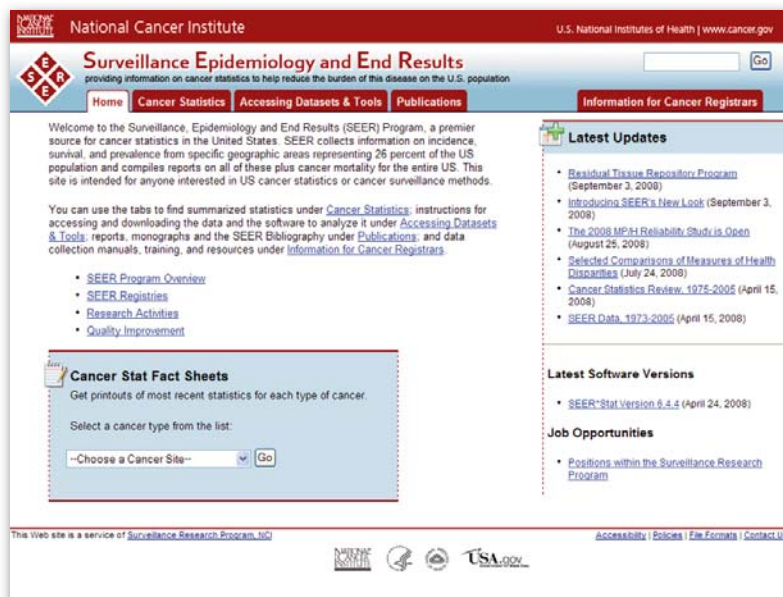 NATIONAL
CANCER
INSTITUTE
National Cancer Institute
U.S. National Institutes of Health | www.cancer.gov
S E E R
Surveillance Epidemiology and End Results
providing information on cancer statistics to help reduce the burden of this disease on the U.S. population
Go
Home
Cancer Statistics
Accessing Datasets & Tools
Publications
Information for Cancer Registrars
Welcome to the Surveillance, Epidemiology and End Results (SEER) Program, a premier
source for cancer statistics in the United States. SEER collects information on incidence,
survival, and prevalence from specific geographic areas representing 26 percent of the US
population and compiles reports on all of these plus cancer mortality for the entire US. This
site is intended for anyone interested in US cancer statistics or cancer surveillance methods.
You can use the tabs to find summarized statistics under Cancer Statistics; instructions for
accessing and downloading the data and the software to analyze it under Accessing Datasets
& Tools; reports, monographs and the SEER Bibliography under Publications; and data
collection manuals, training, and resources under Information for Cancer Registrars.
• SEER Program Overview
• SEER Registries
• Research Activities
• Quality Improvement
Cancer Stat Fact Sheets
Get printouts of most recent statistics for each type of cancer.
Select a cancer type from the list:
--Choose a Cancer Site--
Go
Latest Updates
• Residual Tissue Repository Program
(September 3, 2008)
• Introducing SEER's New Look (September 3,
2008)
• The 2008 MP/H Reliability Study is Open
(August 25, 2008)
• Selected Comparisons of Measures of Health
Disparities (July 24, 2008)
• Cancer Statistics Review, 1975-2005 (April 15,
2008)
• SEER Data, 1973-2005 (April 15, 2008)
Latest Software Versions
• SEER*Stat Version 6.4.4 (April 24, 2008)
Job Opportunities
• Positions within the Surveillance Research
Program
This Web site is a service of Surveillance Research Program, NCI
Accessibility | Policies | File Formats | Contact U
NATIONAL
CANCER
INSTITUTE
USA.gov